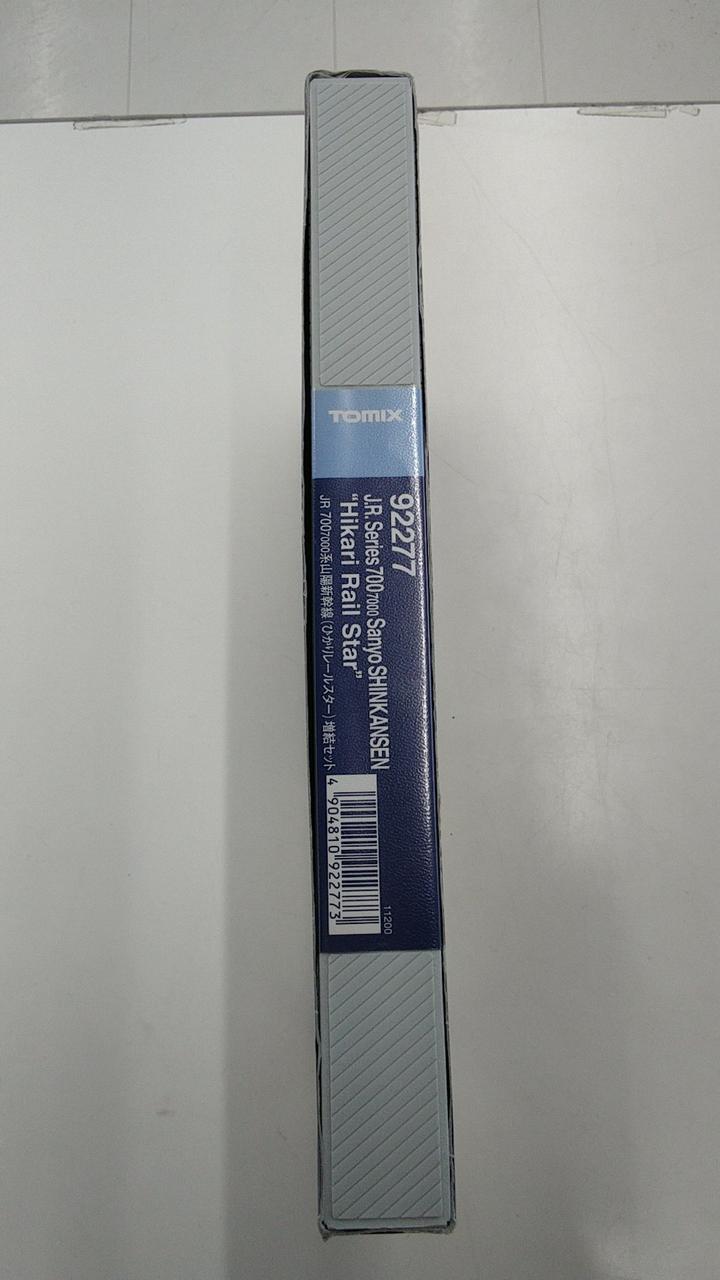 TOMIX
92277
J.R. Series 700 7000 Sanyo SHINKANSEN
“Hikari Rail Star”
JR 700 7000系山陽新幹線(ひかりレールスター)増結セット
11200
4 904810 922773